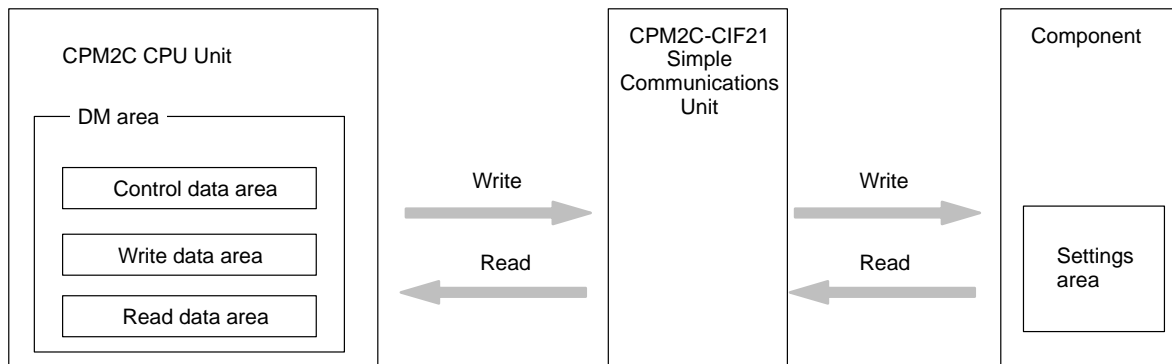 CPM2C CPU Unit
DM area
Control data area
Write data area
Read data area
Write
Read
CPM2C-CIF21
Simple
Communications
Unit
Write
Read
Component
Settings
area